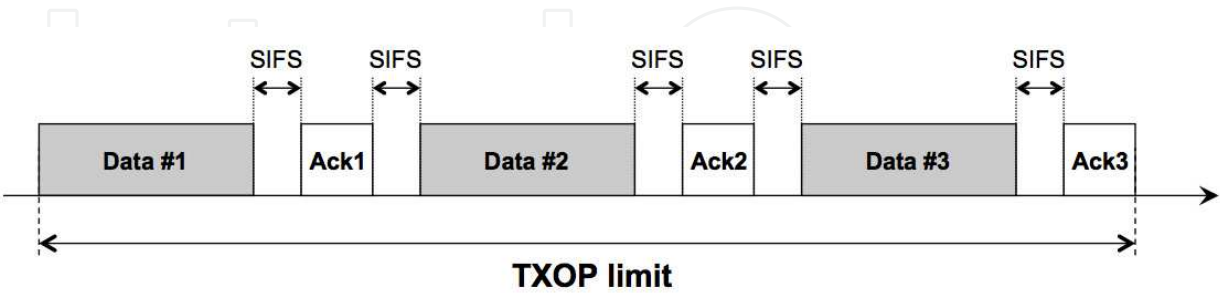 SIFS SIFS SIFS SIFS SIFS
Data #1 Ack1 Data #2 Ack2 Data #3 Ack3
TXOP limit